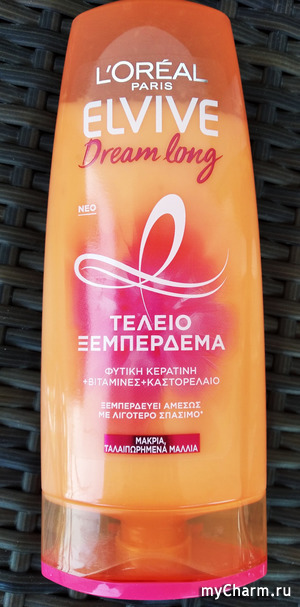 L'ORÉAL
PARIS
ELVIVE
Dream long
ΝΕΟ
ΤΕΛΕΙΟ
ΞΕΜΠΕΡΔΕΜΑ
ΦΥΤΙΚΗ ΚΕΡΑΤΙΝΗ
+ΒΙΤΑΜΙΝΕΣ+ΚΑΣΤΟΡΕΛΑΙΟ
ΞΕΜΠΕΡΔΕΥΕΙ ΑΜΕΣΩΣ
ΜΕ ΛΙΓΟΤΕΡΟ ΣΠΑΣΙΜΟ*
ΜΑΚΡΙΑ,
ΤΑΛΑΙΠΩΡΗΜΕΝΑ ΜΑΛΛΙΑ
myCharm.ru